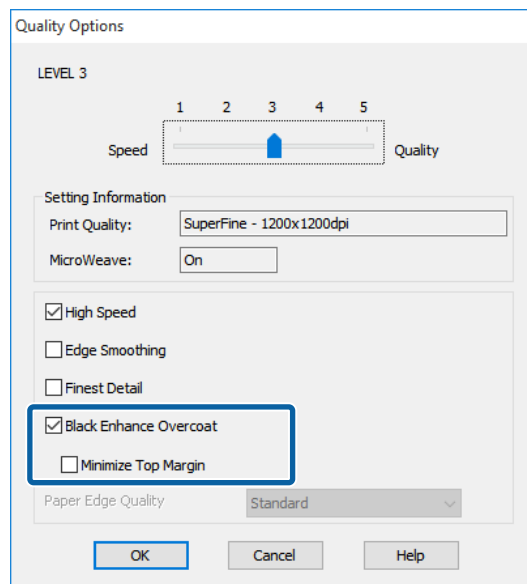 Quality Options
LEVEL 3
1 2 3 4 5
Speed Quality
Setting Information
Print Quality: SuperFine - 1200x1200dpi
MicroWeave: On
High Speed
Edge Smoothing
Finest Detail
Black Enhance Overcoat
Minimize Top Margin
Paper Edge Quality Standard
OK Cancel Help